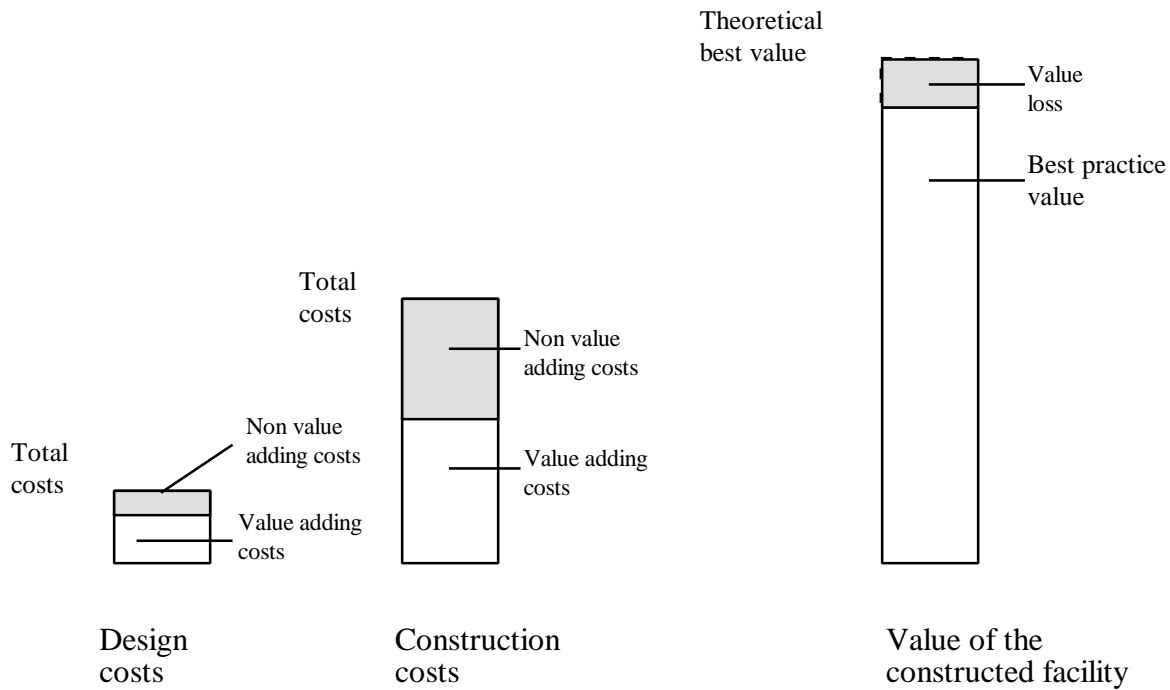 Theoretical
best value
Value
loss
Best practice
value
Total
costs
Non value
adding costs
Value adding
costs
Total
costs
Non value
adding costs
Value adding
costs
Design
costs
Construction
costs
Value of the
constructed facility